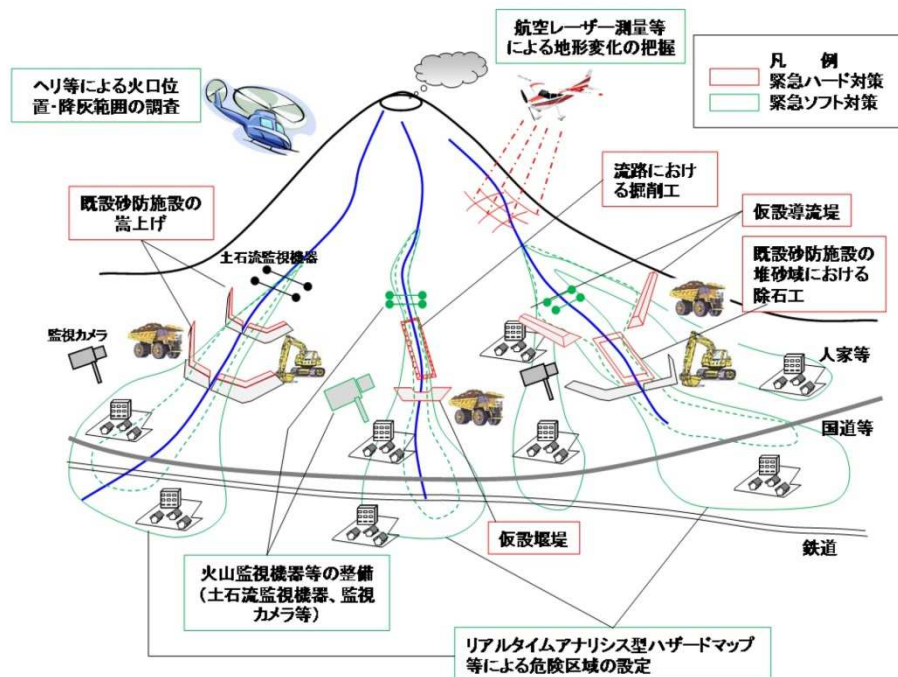 航空レーザー測量等
による地形変化の把握
凡　例
緊急ハード対策
緊急ソフト対策
ヘリ等による火口位
置・降灰範囲の調査
流路におけ
る掘削工
既設砂防施設の
嵩上げ
仮設導流堤
土石流監視機器
既設砂防施設の
堆砂域における
除石工
監視カメラ
人家等
国道等
仮設堰堤
鉄道
火山監視機器等の整備
（土石流監視機器、監視
カメラ等）
リアルタイムアナリシス型ハザードマップ
等による危険区域の設定